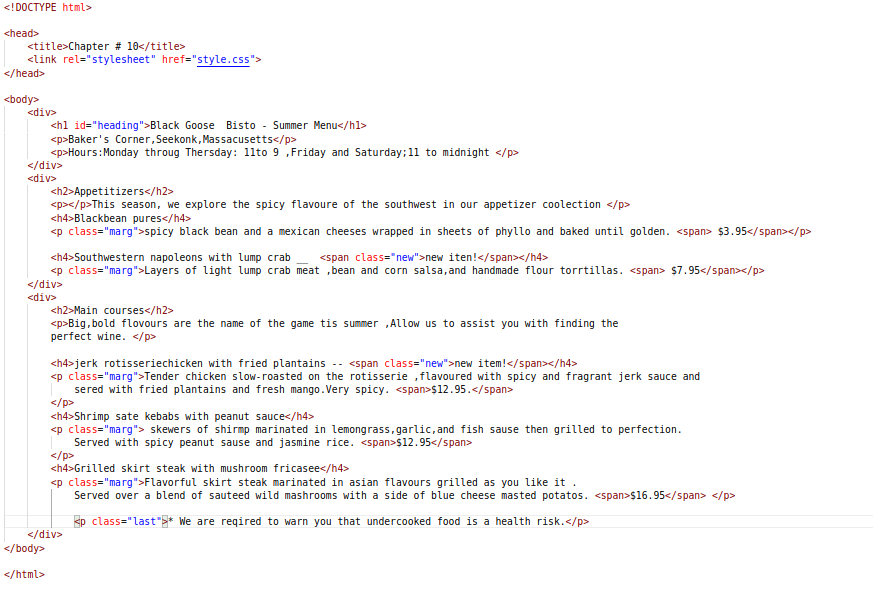 <!DOCTYPE html>
<head>
<title>Chapter # 10</title>
<link rel="stylesheet" href="style.css">
</head>
<body>
<div>
<h1 id="heading">Black Goose  Bisto - Summer Menu</h1>
<p>Baker's Corner,Seekonk,Massacusetts</p>
<p>Hours:Monday throug Thersday: 11to 9 ,Friday and Saturday;11 to midnight </p>
</div>
<div>
<h2>Appetitizers</h2>
<p></p>This season, we explore the spicy flavoure of the southwest in our appetizer coolection </p>
<h4>Blackbean pures</h4>
<p class="marg">spicy black bean and a mexican cheeses wrapped in sheets of phyllo and baked until golden. <span> $3.95</span></p>
<h4>Southwestern napoleons with lump crab __  <span class="new">new iten!</span></h4>
<p class="marg">Layers of light lump crab meat ,bean and corn salsa,and handmade flour torrtillas. <span> $7.95</span></p>
</div>
<div>
<h2>Main courses</h2>
<p>Big,bold flovours are the name of the game tis summer ,Allow us to assist you with finding the
perfect wine. </p>
<h4>jerk rotisseriechicken with fried plantains -- <span class="new">new item!</span></h4>
<p class="marg">Tender chicken slow-roasted on the rotisserie ,flavoured with spicy and fragrant jerk sauce and
sered with fried plantains and fresh mango.Very spicy. <span>$12.95.</span>
</p>
<h4>Shrimp sate kebabs with peanut sauce</h4>
<p class="marg"> skewers of shirmp marinated in lemongrass,garlic,and fish sause then grilled to perfection.
Served with spicy peanut sause and jasmine rice. <span>$12.95</span>
</p>
<h4>Grilled skirt steak with mushroom fricasee</h4>
<p class="marg">Flavorful skirt steak marinated in asian flavours grilled as you like it .
Served over a blend of sauteed wild mashrooms with a side of blue cheese masted potatos. <span>$16.95</span> </p>
<p class="last">* We are reqired to warn you that undercooked food is a health risk.</p>
</div>
</body>
</html>